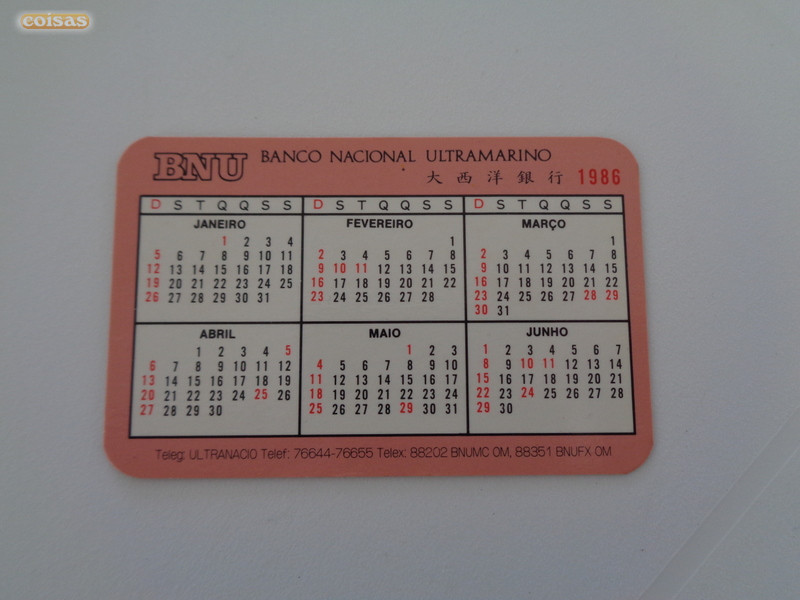 coisas
BNU BANCO NACIONAL ULTRAMARINO
大西洋銀行 1986
D S T Q Q S S D S T Q Q S S D S T Q Q S S
JANEIRO
1 2 3 4
5 6 7 8 9 10 11
12 13 14 15 16 17 18
19 20 21 22 23 24 25
26 27 28 29 30 31
FEVEREIRO
1
2 3 4 5 6 7 8
9 10 11 12 13 14 15
16 17 18 19 20 21 22
23 24 25 26 27 28
MARÇO
1
2 3 4 5 6 7 8
9 10 11 12 13 14 15
16 17 18 19 20 21 22
23 24 25 26 27 28 29
30 31
ABRIL
1 2 3 4 5
6 7 8 9 10 11 12
13 14 15 16 17 18 19
20 21 22 23 24 25 26
27 28 29 30
MAIO
1 2 3
4 5 6 7 8 9 10
11 12 13 14 15 16 17
18 19 20 21 22 23 24
25 26 27 28 29 30 31
JUNHO
1 2 3 4 5 6 7
8 9 10 11 12 13 14
15 16 17 18 19 20 21
22 23 24 25 26 27 28
29 30
Teleg: ULTRANACIO Telef: 76644-76655 Telex: 88202 BNUMC OM, 88351 BNUFX OM